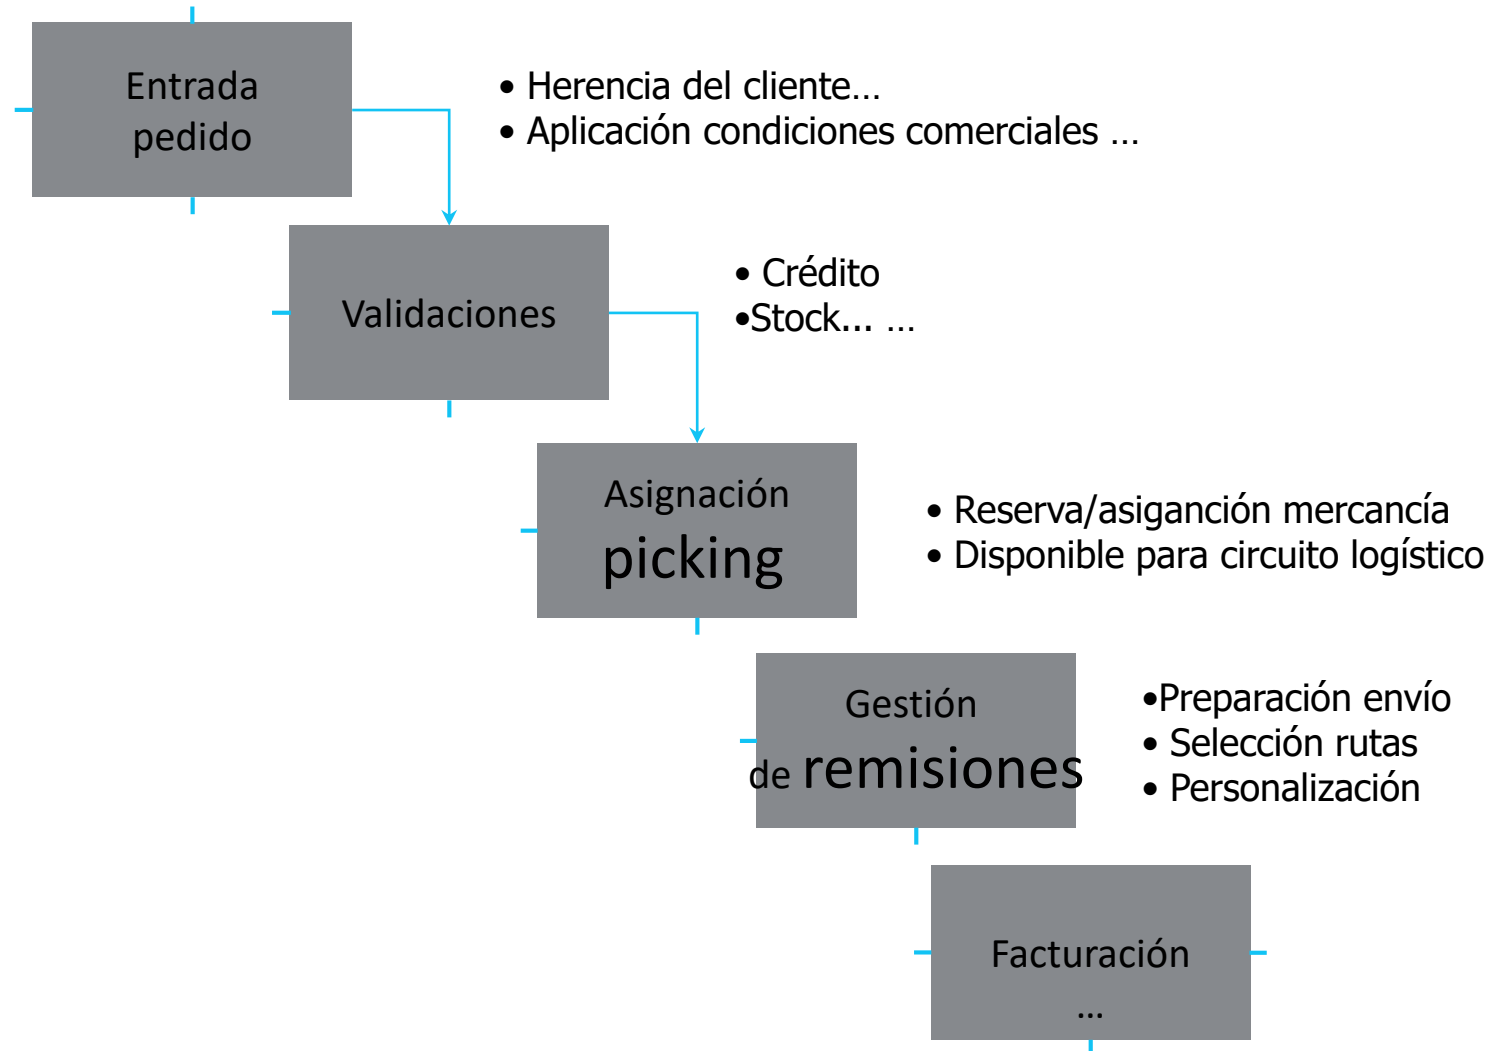 Entrada
pedido
• Herencia del cliente...
• Aplicación condiciones comerciales ...
Validaciones
• Crédito
•Stock... ...
Asignación
picking
• Reserva/asigancción mercancía
• Disponible para circuito logístico
Gestión
de remisiones
•Preparación envío
• Selección rutas
• Personalización
Facturación
...